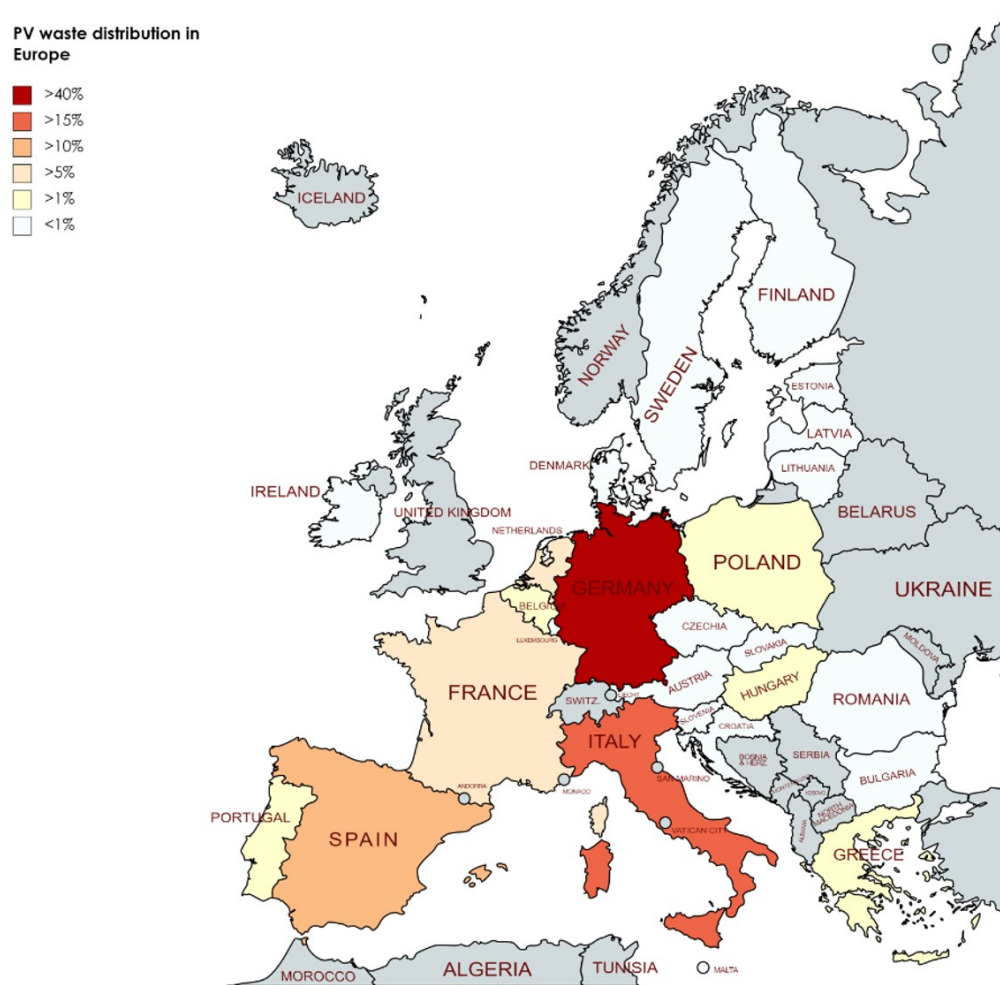 PV waste distribution in
Europe
>40%
>15%
>10%
>5%
>1%
<1%
ICELAND
NORWAY
SWEDEN
FINLAND
ESTONIA
LATVIA
LITHUANIA
DENMARK
IRELAND
UNITED KINGDOM
NETHERLANDS
BELARUS
POLAND
GERMANY
UKRAINE
BELGIUM
LUXEMBOURG
CZECHIA
SLOVAKIA
MOLDOVA
FRANCE
SWITZ.
LIECHT.
AUSTRIA
HUNGARY
ROMANIA
SLOVENIA
CROATIA
ITALY
BOSNIA
& HERZ.
SERBIA
SAN MARINO
BULGARIA
MONTENEGRO
KOSOVO
ANDORRA
MONACO
NORTH
MACEDONIA
PORTUGAL
SPAIN
VATICAN CITY
ALBANIA
GREECE
MOROCCO
ALGERIA
TUNISIA
MALTA